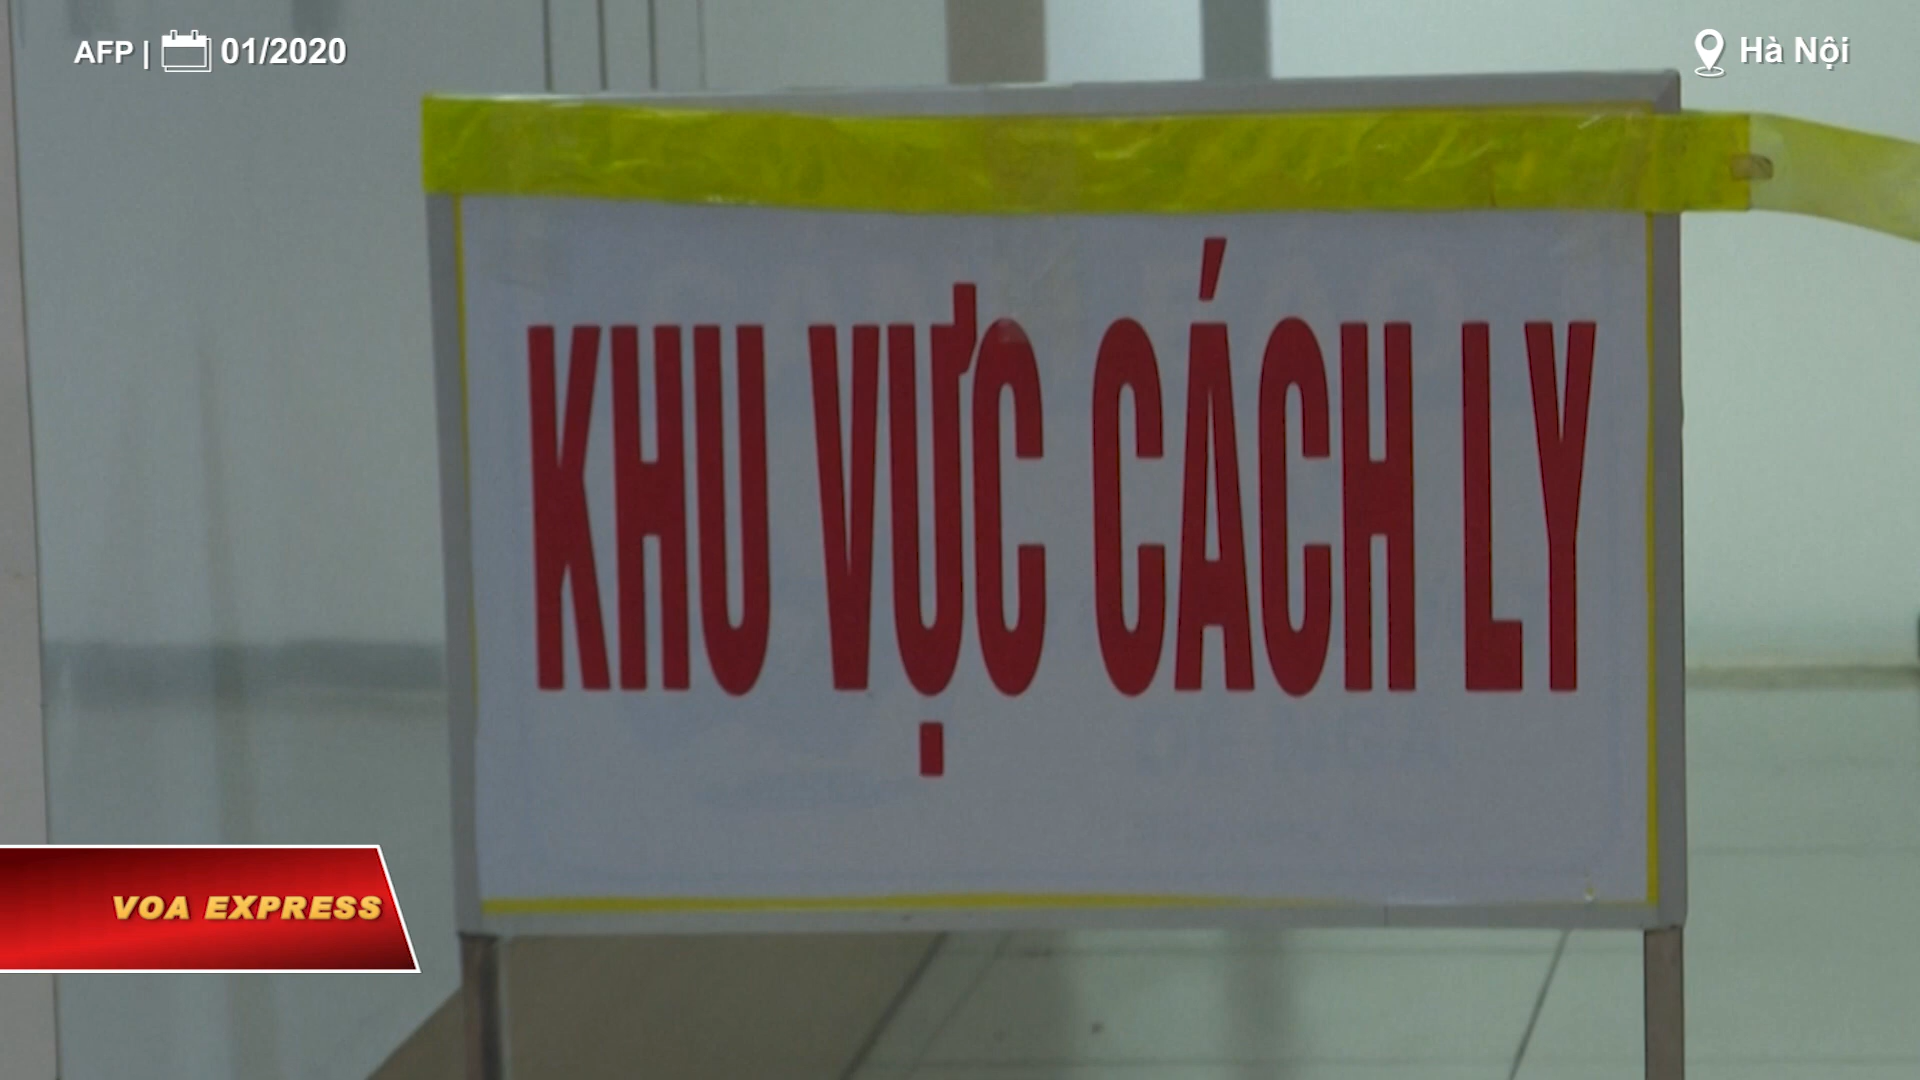 AFP | 01/2020
Hà Nội
KHU VỰC CÁCH LY
VOA EXPRESS